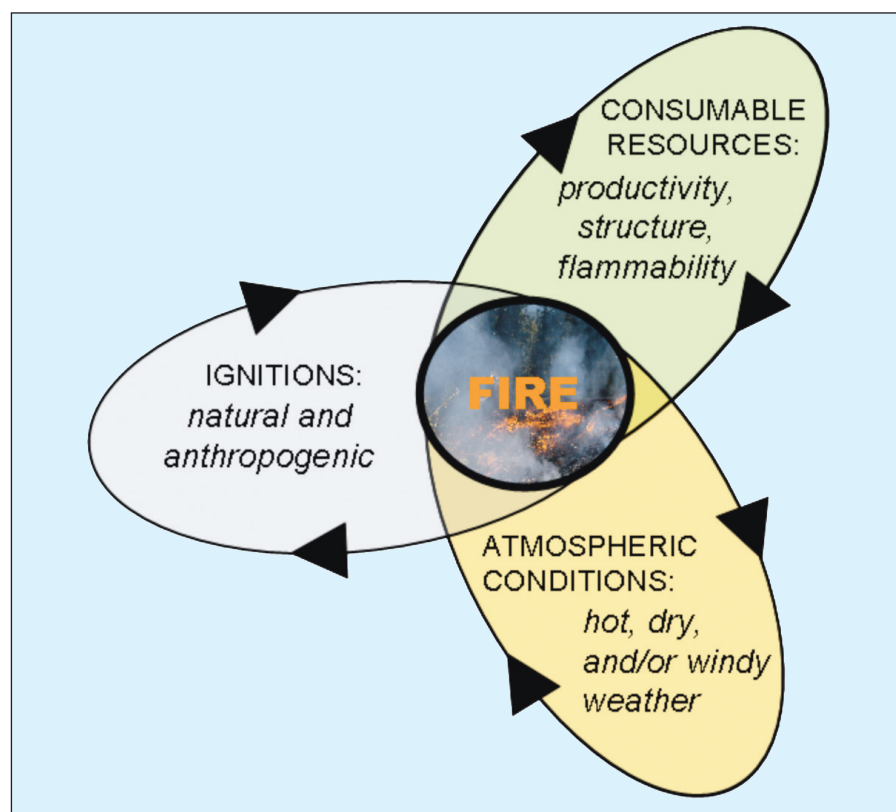 CONSUMABLE
RESOURCES:
productivity,
structure,
flammability
IGNITIONS:
natural and
anthropogenic
FIRE
ATMOSPHERIC
CONDITIONS:
hot, dry,
and/or windy
weather